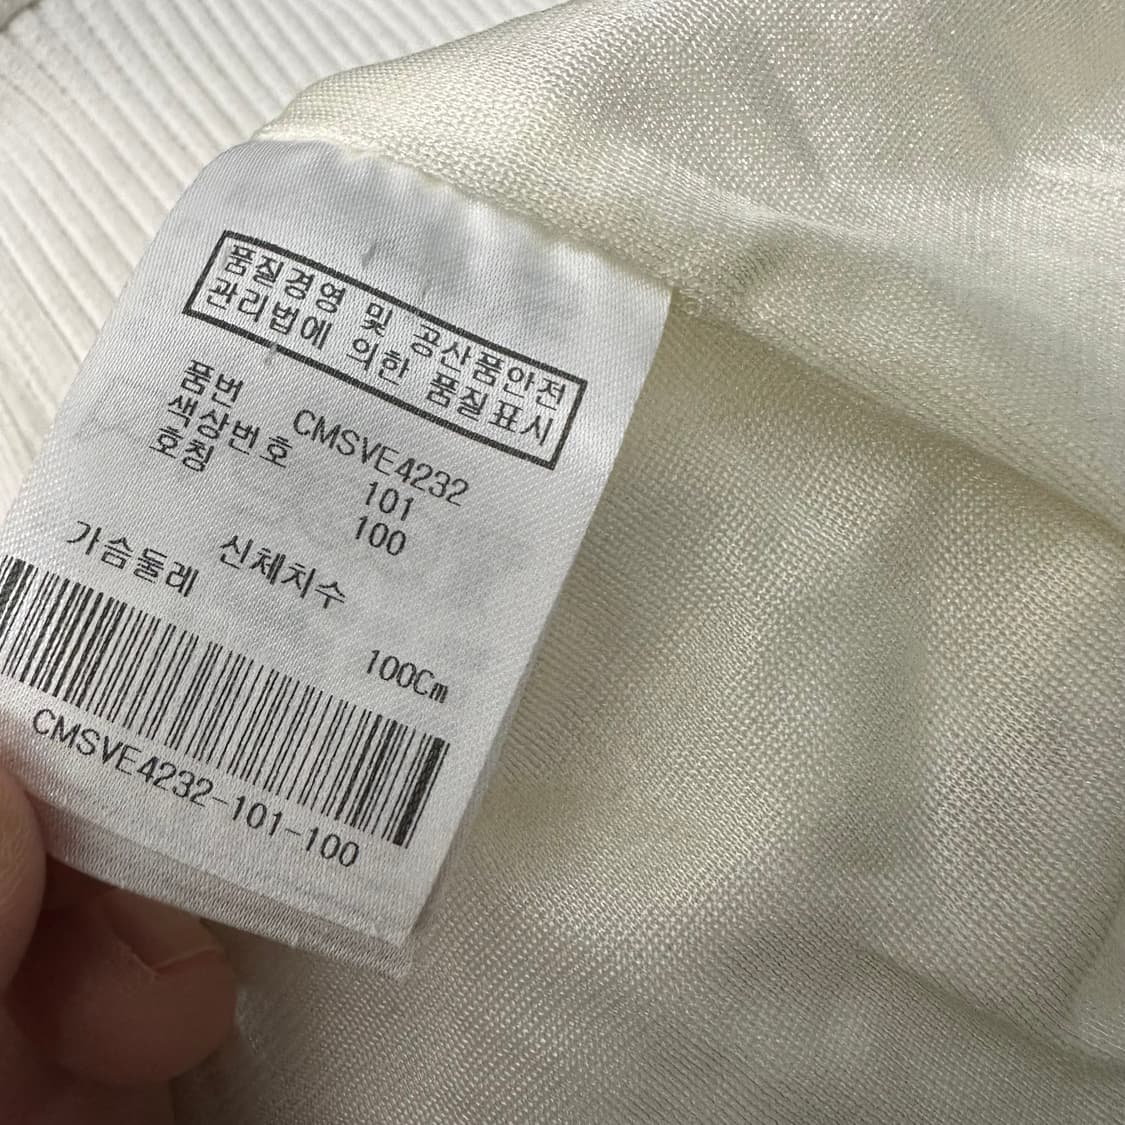 품질경영 및 공산품안전
관리법에 의한 품질표시
품번 CMSVE4232
색상번호 101
호칭 100
신체치수
가슴둘레 100Cm
CMSVE4232-101-100